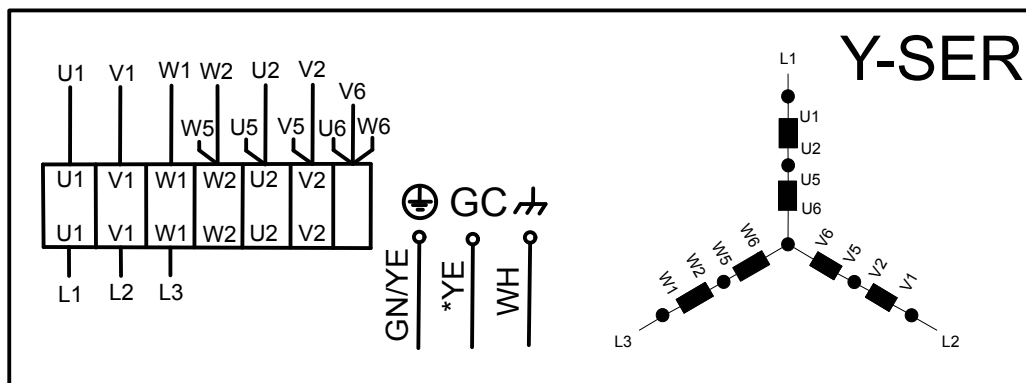 Y-SER
U1 V1 W1 W2 U2 V2 V6
W5 U5 V5 U6 W6
U1 V1 W1 W2 U2 V2
U1 V1 W1 W2 U2 V2
L1 L2 L3
GC
GN/YE *YE WH
L1
U1
U2
U5
U6
W1 W2 W5 W6 V6 V5 V2 V1
L3 L2